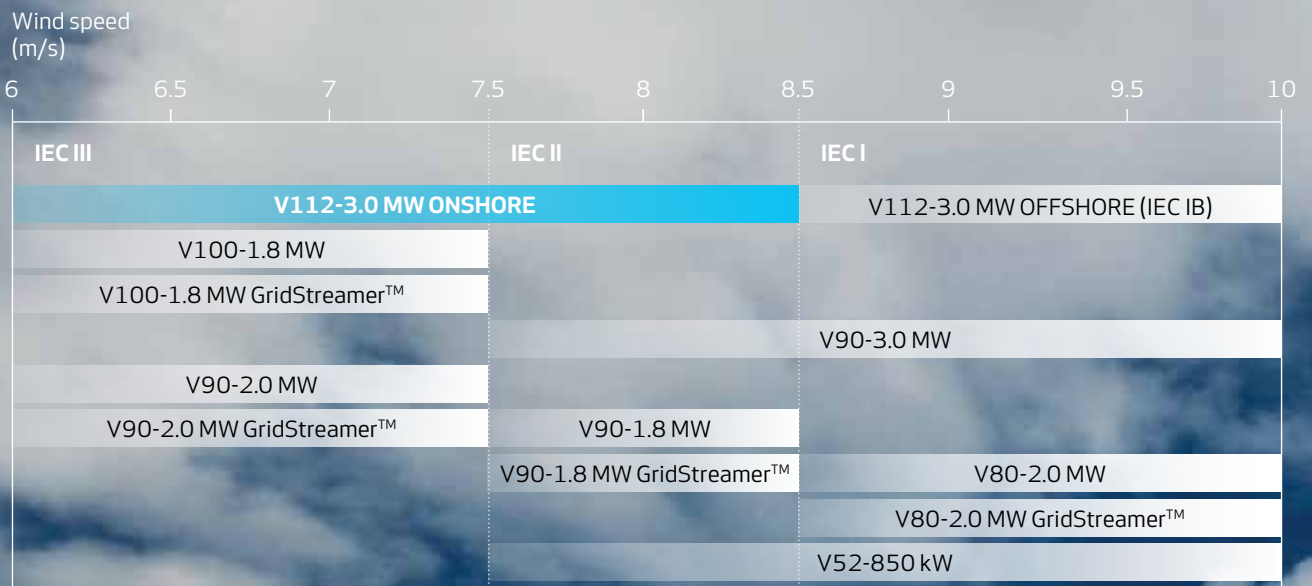 Wind speed
(m/s)
6 6.5 7 7.5 8 8.5 9 9.5 10
IEC III IEC II IEC I
V112-3.0 MW ONSHORE V112-3.0 MW OFFSHORE (IEC IB)
V100-1.8 MW
V100-1.8 MW GridStreamer™
V90-3.0 MW
V90-2.0 MW
V90-2.0 MW GridStreamer™ V90-1.8 MW
V90-1.8 MW GridStreamer™ V80-2.0 MW
V80-2.0 MW GridStreamer™
V52-850 kW